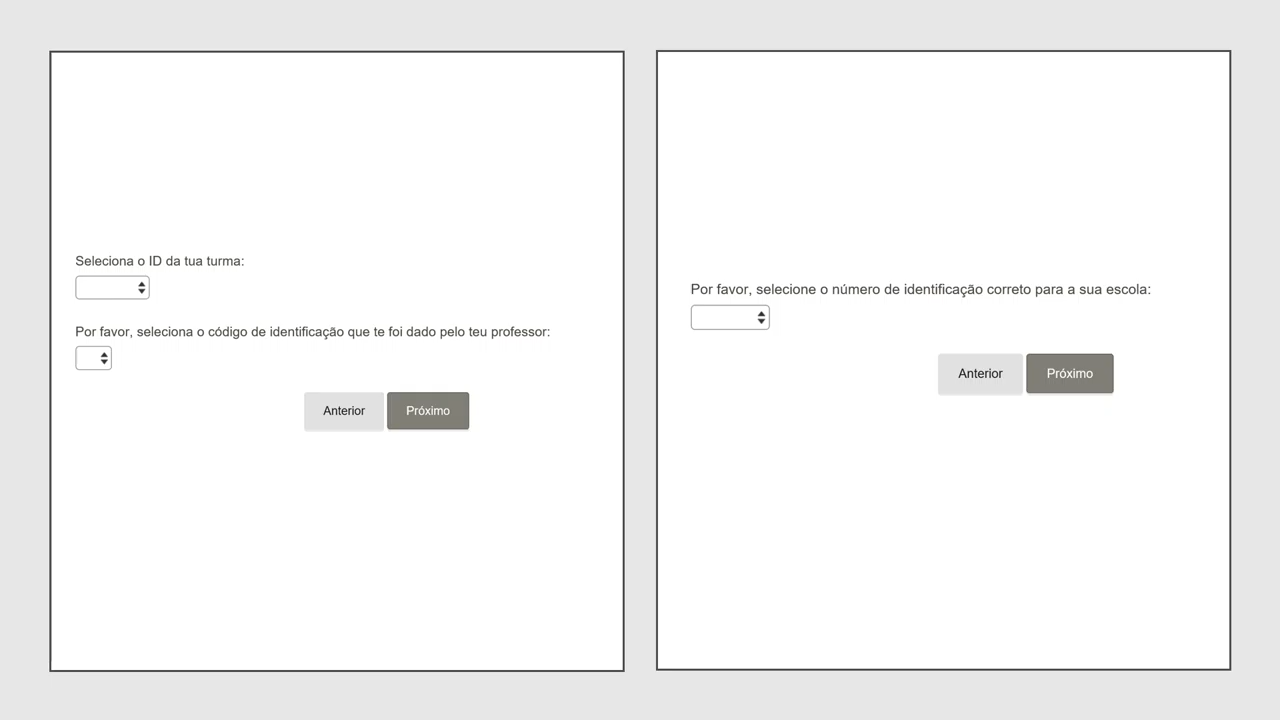 Seleciona o ID da tua turma:
Por favor, seleciona o código de identificação que te foi dado pelo teu professor:
Anterior
Próximo
Por favor, selecione o número de identificação correto para a sua escola:
Anterior
Próximo